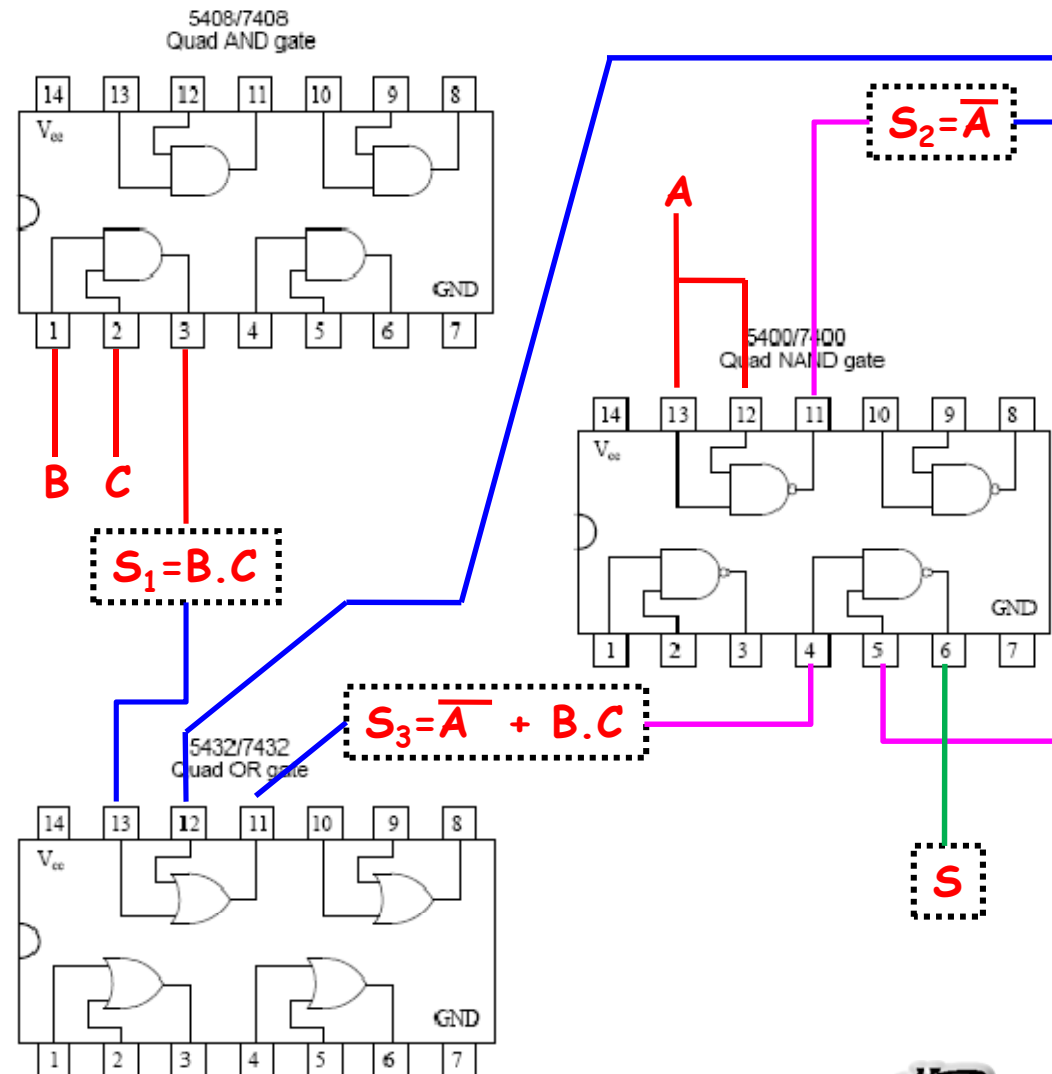 5408/7408
Quad AND gate
14 13 12 11 10 9 8
Vcc
GND
1 2 3 4 5 6 7
B C
S₁=B.C
S₂=A̅
A
5400/7400
Quad NAND gate
14 13 12 11 10 9 8
Vcc
GND
1 2 3 4 5 6 7
S₃=A̅ + B.C
S
5432/7432
Quad OR gate
14 13 12 11 10 9 8
Vcc
GND
1 2 3 4 5 6 7